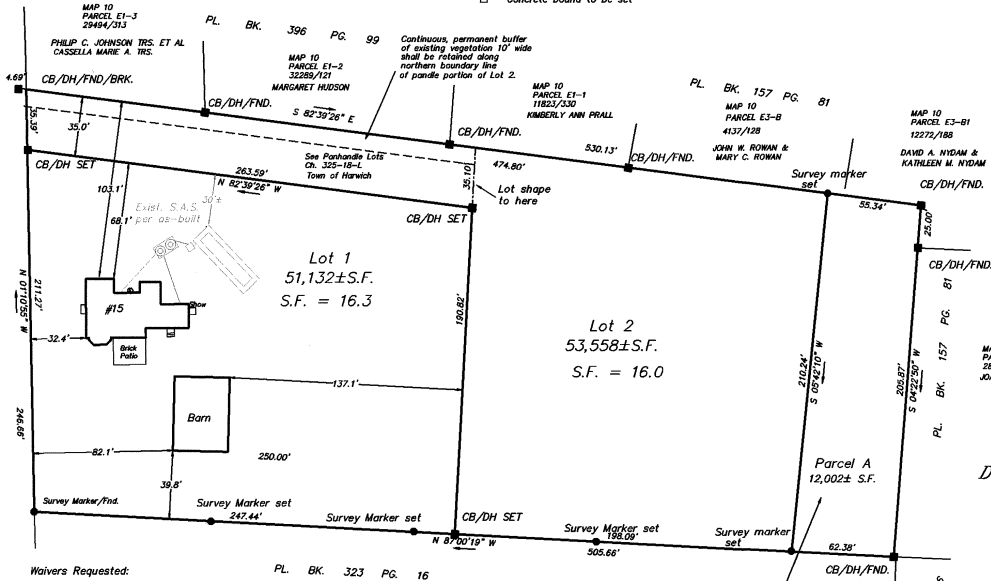 Concrete bound to be set
MAP 10
PARCEL E1-3
29494/313
PHILIP C. JOHNSON TRS. ET AL
CASSELLA MARIE A. TRS.
PL. BK. 396 PG. 99
MAP 10
PARCEL E1-2
32289/121
MARGARET HUDSON
Continuous, permanent buffer
of existing vegetation 10' wide
shall be retained along
northern boundary line
of pandle portion of Lot 2.
MAP 10
PARCEL E1-1
11823/330
KIMBERLY ANN PRALL
PL. BK. 157 PG. 81
MAP 10
PARCEL E3-B
4137/128
JOHN W. ROWAN &
MARY C. ROWAN
MAP 10
PARCEL E3-B1
12272/188
DAVID A. NYDAM &
KATHLEEN M. NYDAM
4.69'
CB/DH/FND/BRK.
CB/DH/FND.
S 82°39'26" E
CB/DH/FND.
530.13'
474.80'
Survey marker
set
CB/DH/FND.
55.34'
25.00'
35.39'
35.0'
CB/DH SET
263.59'
N 82°39'26" W
See Panhandle Lots
Ch. 325-18-L
Town of Harwich
35.10'
Lot shape
to here
CB/DH SET
CB/DH/FND.
103.1'
68.1'
Exist. S.A.S.
per as-built
30'±
Lot 1
51,132±S.F.
S.F. = 16.3
N 01°10'55" W
211.27'
#15
Show
Brick
Patio
32.4'
190.82'
Lot 2
53,558±S.F.
S.F. = 16.0
210.24'
S 05°42'10" W
205.87'
S 04°22'50" W
PL. BK. 157 PG. 81
MA
PA
28
JO
137.1'
Barn
246.66'
82.1'
39.8'
250.00'
Parcel A
12,002± S.F.
D
Survey Marker/Fnd.
Survey Marker set
247.44'
Survey Marker set
CB/DH SET
N 87°00'19" W
Survey Marker set
198.09'
505.66'
Survey marker
set
62.38'
CB/DH/FND.
Waivers Requested:
PL. BK. 323 PG. 16